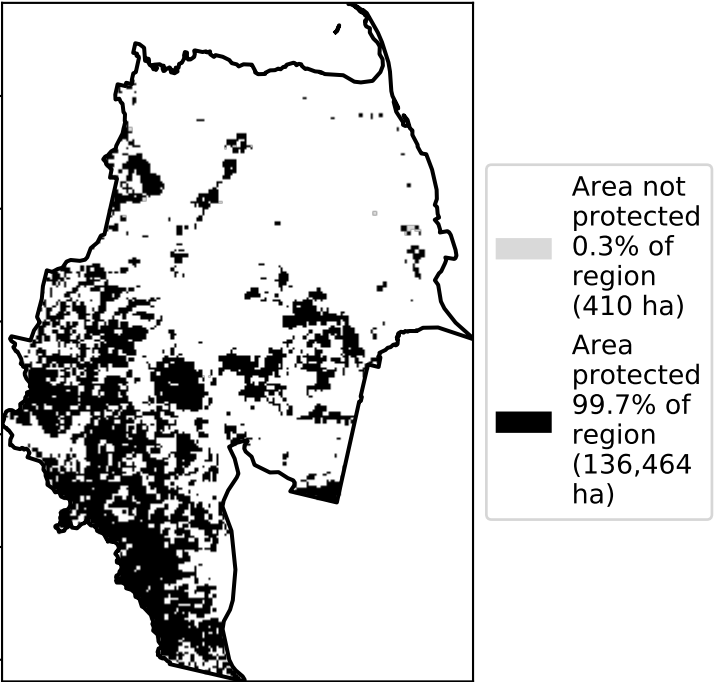 Area not
protected
0.3% of
region
(410 ha)
Area
protected
99.7% of
region
(136,464
ha)